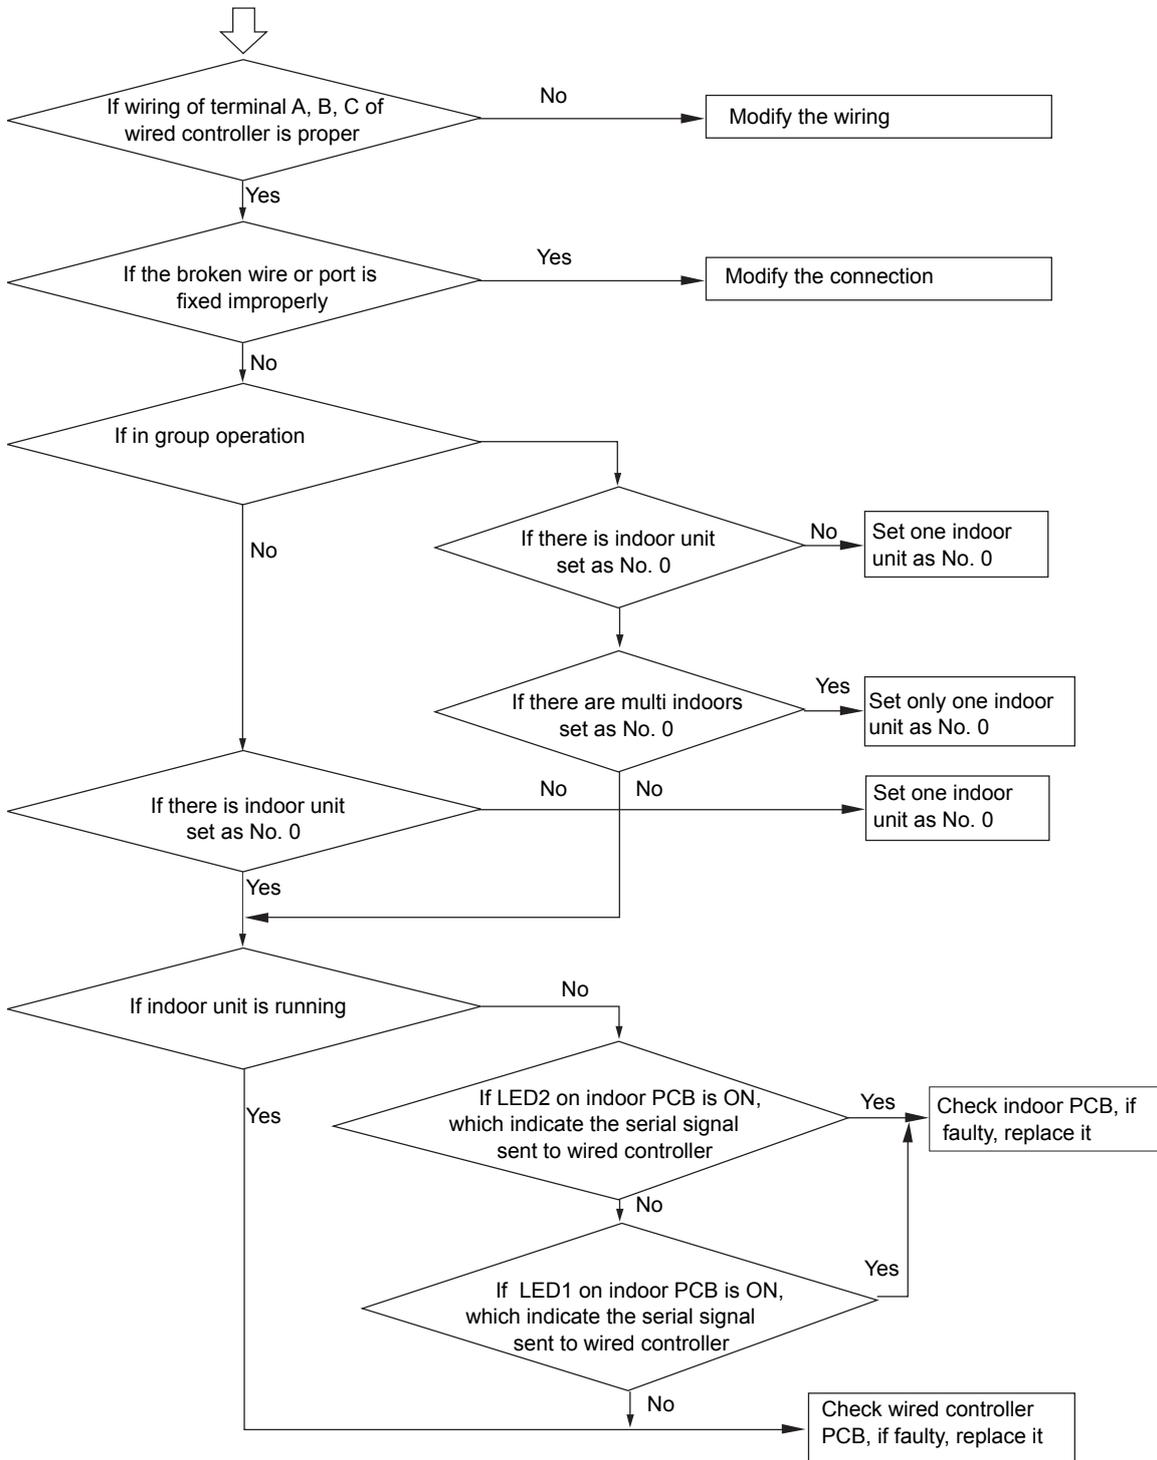 If wiring of terminal A, B, C of
wired controller is proper
No
Modify the wiring
Yes
If the broken wire or port is
fixed improperly
Yes
Modify the connection
No
If in group operation
No
If there is indoor unit
set as No. 0
No
Set one indoor
unit as No. 0
If there are multi indoors
set as No. 0
Yes
Set only one indoor
unit as No. 0
If there is indoor unit
set as No. 0
No
No
Set one indoor
unit as No. 0
Yes
If indoor unit is running
No
Yes
If LED2 on indoor PCB is ON,
which indicate the serial signal
sent to wired controller
Yes
Check indoor PCB, if
faulty, replace it
No
If LED1 on indoor PCB is ON,
which indicate the serial signal
sent to wired controller
Yes
No
Check wired controller
PCB, if faulty, replace it